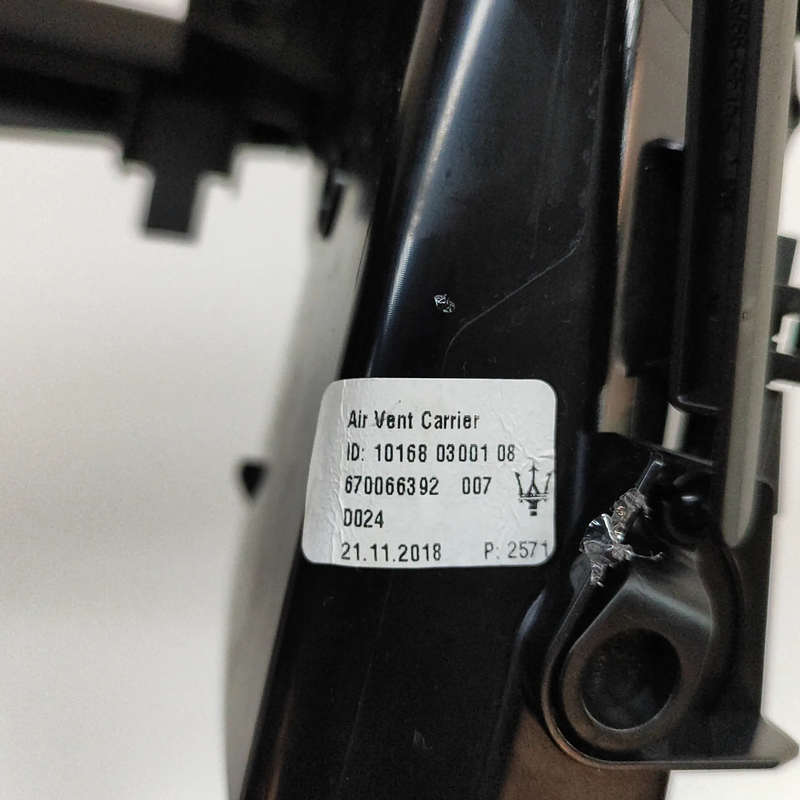 Air Vent Carrier
ID: 10168 03001 08
670066392 007
D024
21.11.2018 P: 2571